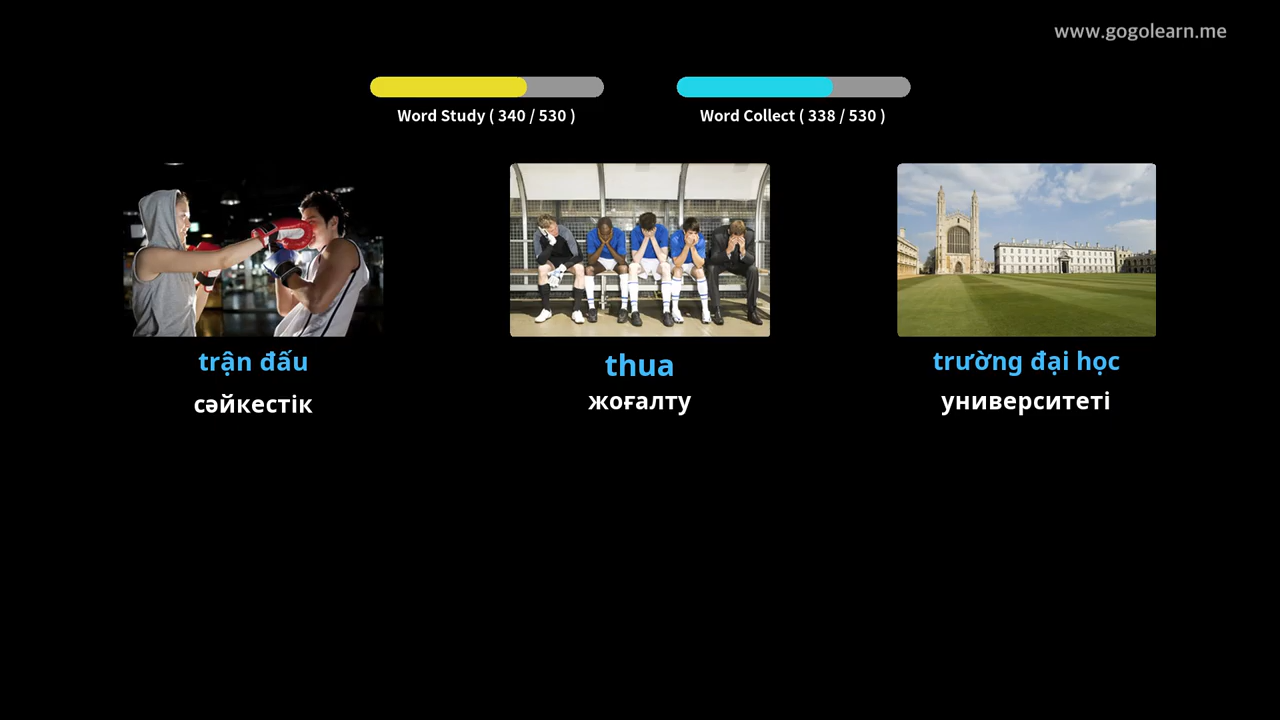 www.gogolearn.me
Word Study ( 340 / 530 )
Word Collect ( 338 / 530 )
trận đấu
сәйкестік
thua
жоғалту
trường đại học
университеті